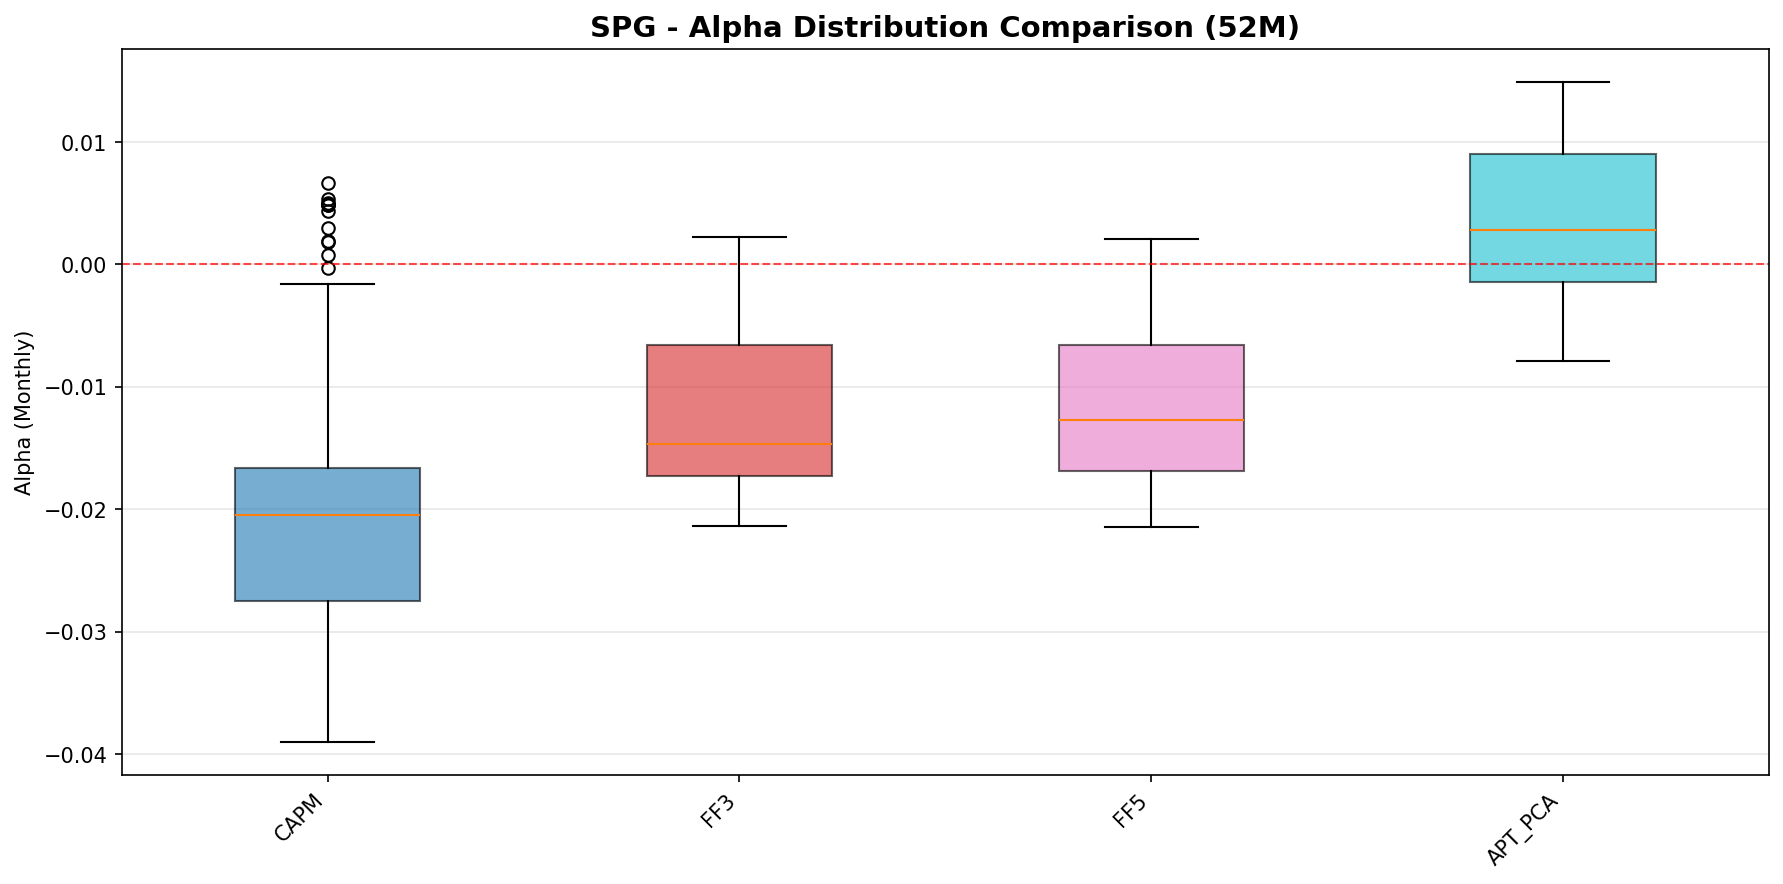 SPG - Alpha Distribution Comparison (52M)
Alpha (Monthly)
0.01
0.00
−0.01
−0.02
−0.03
−0.04
CAPM
FF3
FF5
APT_PCA